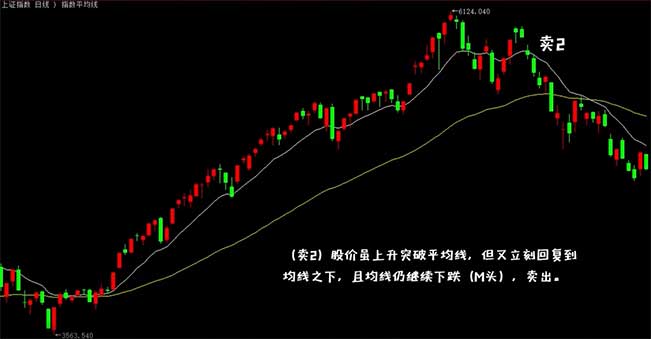 上证指数 日线 ) 指数平均线
←6124.040
卖2
（卖2）股价虽上升突破平均线，但又立刻回复到
均线之下，且均线仍继续下跌（M头），卖出。
←3563.540